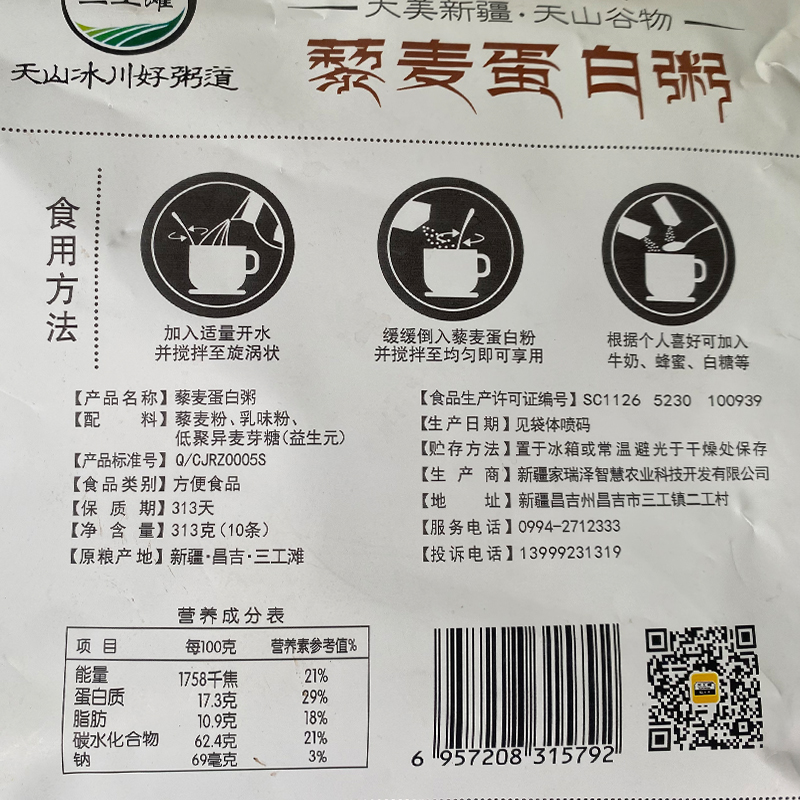 三工滩
天山冰川好粥道
大美新疆·天山谷物
藜麦蛋白粥
食用方法
加入适量开水
并搅拌至旋涡状
缓缓倒入藜麦蛋白粉
并搅拌至均匀即可享用
根据个人喜好可加入
牛奶、蜂蜜、白糖等
【产品名称】藜麦蛋白粥
【配 料】藜麦粉、乳味粉、
低聚异麦芽糖(益生元)
【产品标准号】Q/CJRZ0005S
【食品类别】方便食品
【保 质 期】313天
【净 含 量】313克(10条)
【原粮产地】新疆·昌吉·三工滩
【食品生产许可证编号】SC1126 5230 100939
【生产日期】见袋体喷码
【贮存方法】置于冰箱或常温避光于干燥处保存
【生 产 商】新疆家瑞泽智慧农业科技开发有限公司
【地 址】新疆昌吉州昌吉市三工镇二工村
【服务电话】0994-2712333
【投诉电话】13999231319
营养成分表
项目 每100克 营养素参考值%
能量 1758千焦 21%
蛋白质 17.3克 29%
脂肪 10.9克 18%
碳水化合物 62.4克 21%
钠 69毫克 3%
6 957208 315792